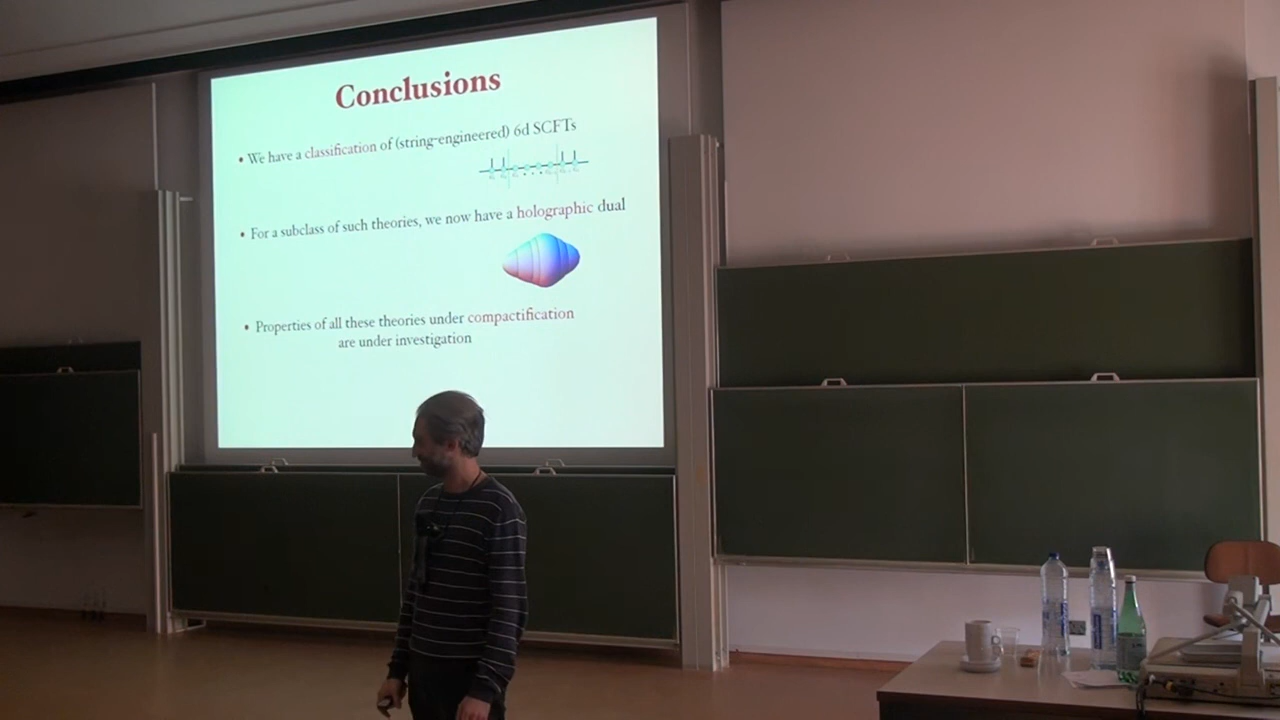 Conclusions
• We have a classification of (string-engineered) 6d SCFTs
• For a subclass of such theories, we now have a holographic dual
• Properties of all these theories under compactification
are under investigation